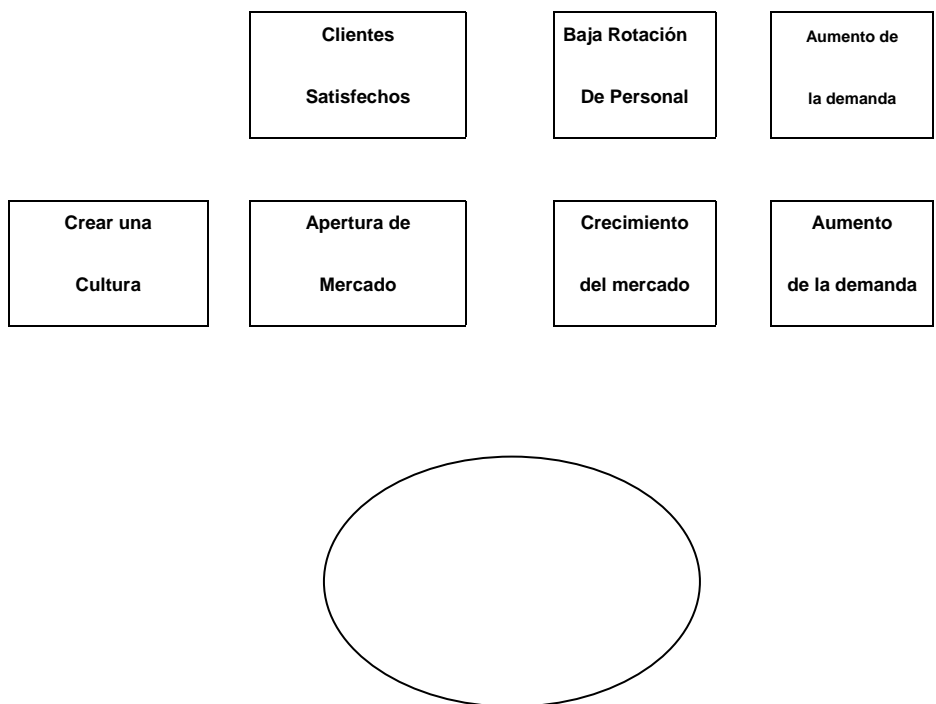 Clientes
Satisfechos
Baja Rotación
De Personal
Aumento de
la demanda
Crear una
Cultura
Apertura de
Mercado
Crecimiento
del mercado
Aumento
de la demanda